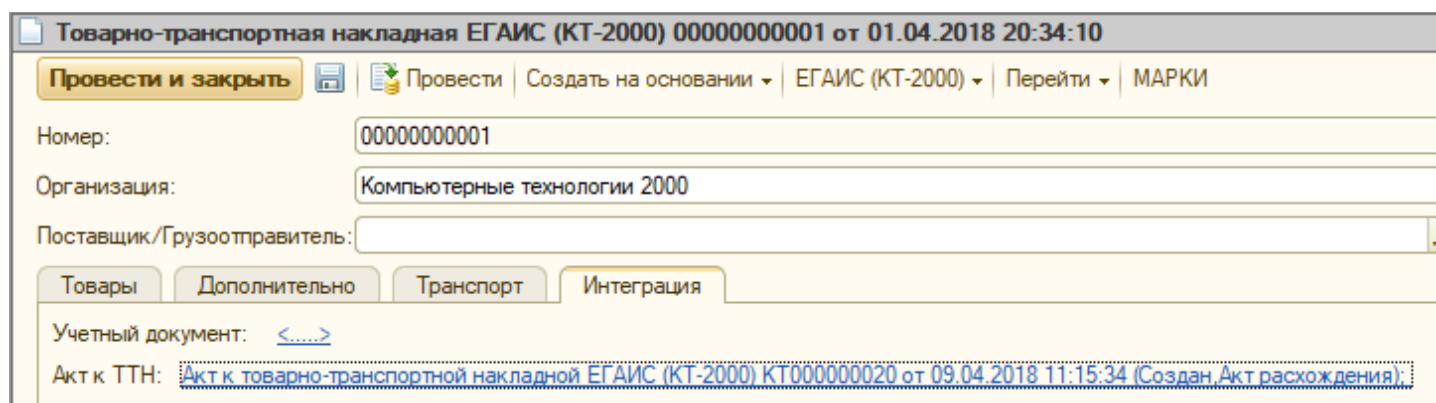 Товарно-транспортная накладная ЕГАИС (КТ-2000) 00000000001 от 01.04.2018 20:34:10
Провести и закрыть Провести Создать на основании ЕГАИС (КТ-2000) Перейти МАРКИ
Номер: 00000000001
Организация: Компьютерные технологии 2000
Поставщик/Грузоотправитель:
Товары Дополнительно Транспорт Интеграция
Учетный документ: <.....>
Акт к ТТН: Акт к товарно-транспортной накладной ЕГАИС (КТ-2000) КТ000000020 от 09.04.2018 11:15:34 (Создан,Акт расхождения);